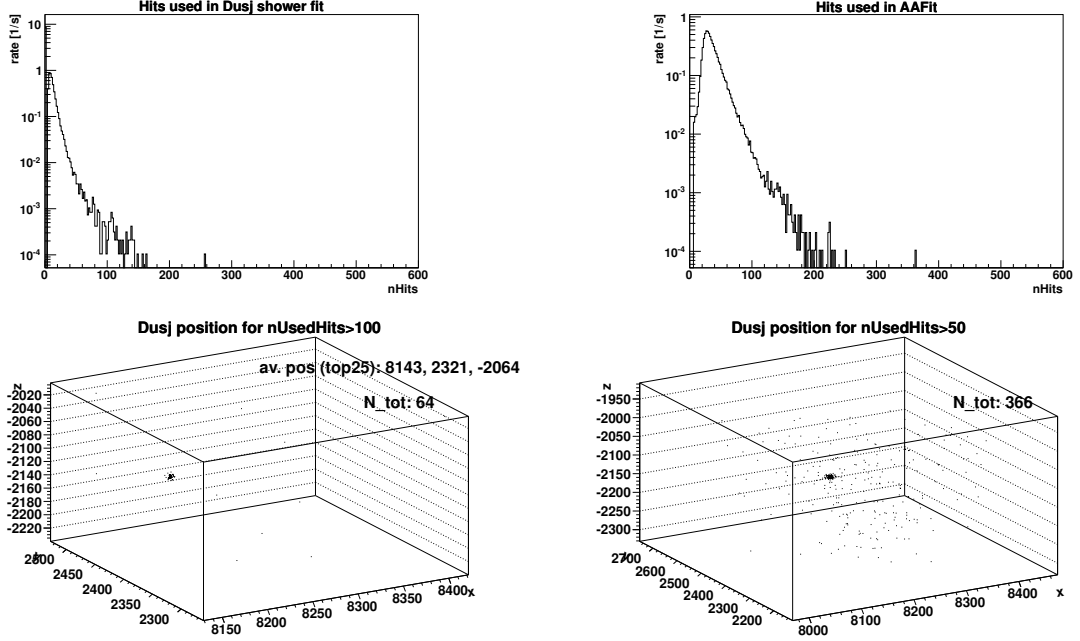 Hits used in Dusj shower fit
rate [1/s]
10
1
10-1
10-2
10-3
10-4
0 100 200 300 400 500 600
nHits
Hits used in AAFit
rate [1/s]
1
10-1
10-2
10-3
10-4
0 100 200 300 400 500 600
nHits
Dusj position for nUsedHits>100
av. pos (top25): 8143, 2321, -2064
N_tot: 64
z
-2020
-2040
-2060
-2080
-2100
-2120
-2140
-2160
-2180
-2200
-2220
2450
2400
2350
2300
8150 8200 8250 8300 8350 8400 x
Dusj position for nUsedHits>50
N_tot: 366
z
-1950
-2000
-2050
-2100
-2150
-2200
-2250
-2300
2700
2600
2500
2400
2300
2200
8000 8100 8200 8300 8400 x